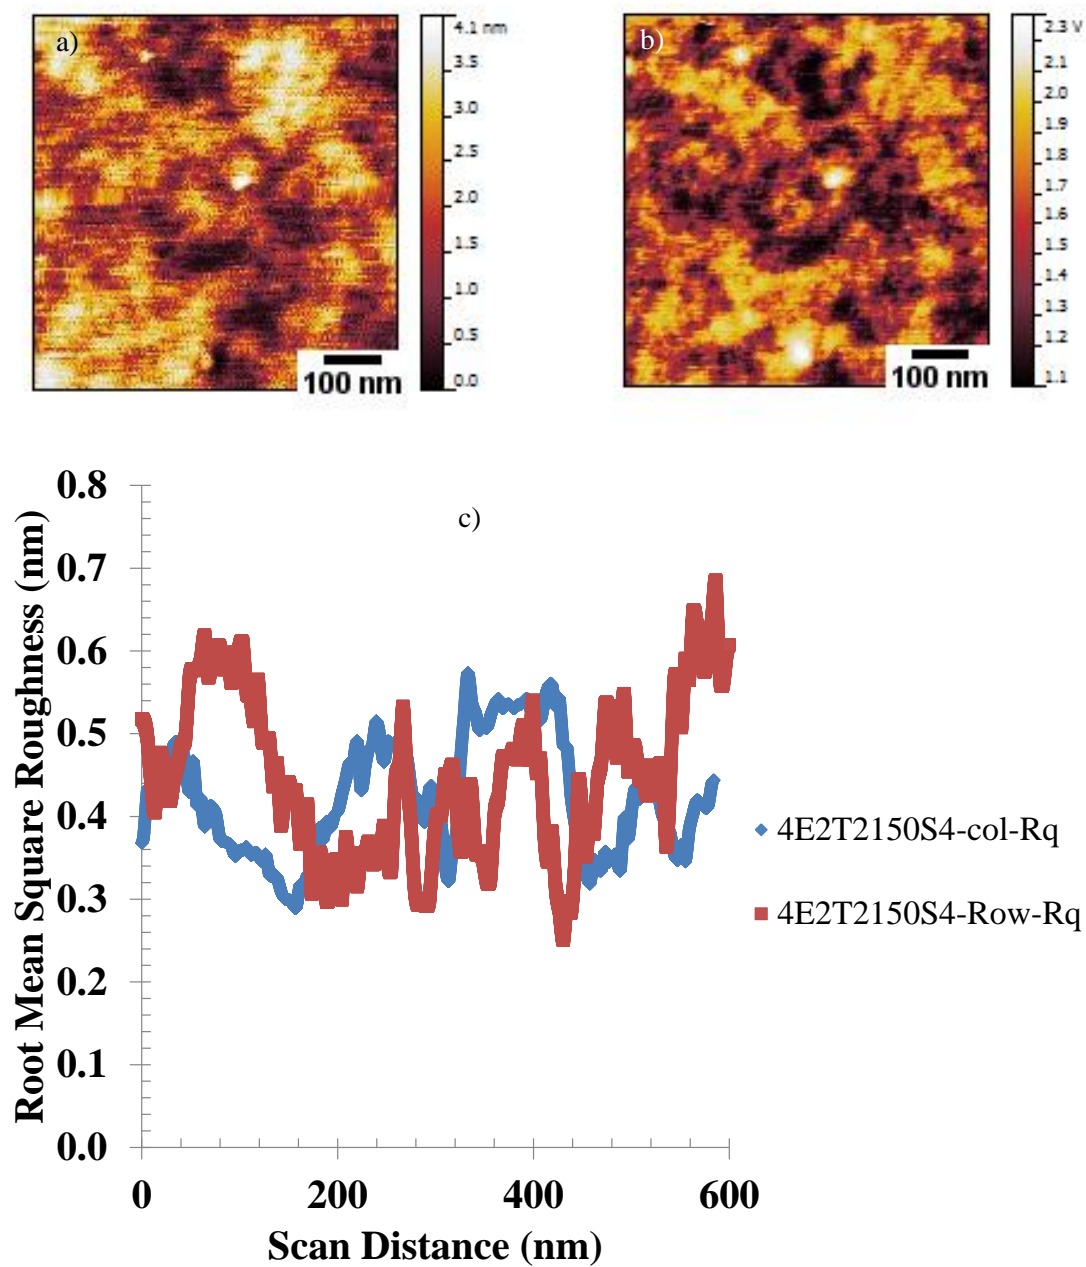 a)
4.1 nm
3.5
3.0
2.5
2.0
1.5
1.0
0.5
0.0
100 nm
b)
2.3 V
2.1
2.0
1.9
1.8
1.7
1.6
1.5
1.4
1.3
1.2
1.1
100 nm
c)
Root Mean Square Roughness (nm)
0.8
0.7
0.6
0.5
0.4
0.3
0.2
0.1
0.0
0
200
400
600
Scan Distance (nm)
4E2T2150S4-col-Rq
4E2T2150S4-Row-Rq